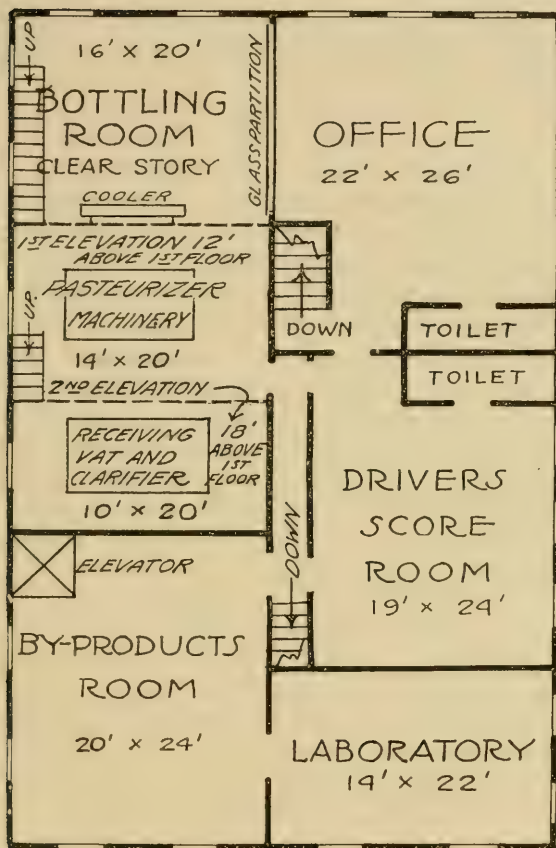 UP
16' X 20'
BOTTLING
ROOM
CLEAR STORY
GLASS PARTITION
COOLER
OFFICE
22' X 26'
1ST ELEVATION 12'
ABOVE 1ST FLOOR
PASTEURIZER
MACHINERY
UP.
14' X 20'
DOWN
TOILET
TOILET
2ND ELEVATION
RECEIVING
VAT AND
CLARIFIER
18'
ABOVE
1ST
FLOOR
10' X 20'
DRIVERS
SCORE
ROOM
19' X 24'
DOWN
ELEVATOR
BY-PRODUCTS
ROOM
20' X 24'
LABORATORY
14' X 22'